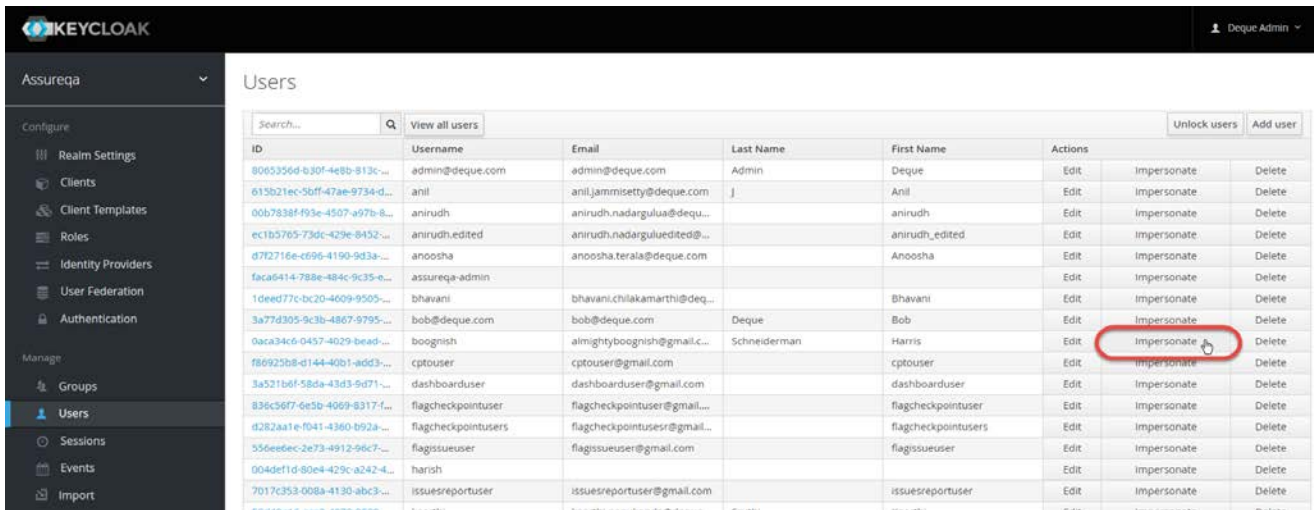 KEYCLOAK
Deque Admin
Assureqa
Users
Configure
Search...
View all users
Unlock users
Add user
ID Username Email Last Name First Name Actions
Realm Settings
8065356d-b30f-4e8b-813c-... admin@deque.com admin@deque.com Admin Deque Edit Impersonate Delete
Clients
615b21ec-5bff-47ae-9734-d... anil anil.jammisetty@deque.com J Anil Edit Impersonate Delete
Client Templates
00b7838f-f93e-4507-a97b-8... anirudh anirudh.nadargulua@dequ... anirudh Edit Impersonate Delete
Roles
ec1b5765-73dc-429e-8452-... anirudh.edited anirudh.nadarguluedited@... anirudh_edited Edit Impersonate Delete
Identity Providers
d7f2716e-c696-4190-9d3a-... anoosha anoosha.terala@deque.com Anoosha Edit Impersonate Delete
faca6414-788e-484c-9c35-e... assureqa-admin Edit Impersonate Delete
User Federation
1deed77c-bc20-4609-9505-... bhavani bhavani.chilakamarthi@deq... Bhavani Edit Impersonate Delete
Authentication
3a77d305-9c3b-4867-9795-... bob@deque.com bob@deque.com Deque Bob Edit Impersonate Delete
0aca34c6-0457-4029-bead-... boognish almightyboognish@gmail.c... Schneiderman Harris Edit Impersonate Delete
Manage
f86925b8-d144-40b1-add3-... cptouser cptouser@gmail.com cptouser Edit Impersonate Delete
Groups
3a521b6f-58da-43d3-9d71-... dashboarduser dashboarduser@gmail.com dashboarduser Edit Impersonate Delete
Users
836c56f7-6e5b-4069-8317-f... flagcheckpointuser flagcheckpointuser@gmail.... flagcheckpointuser Edit Impersonate Delete
d282aa1e-f041-4360-b92a-... flagcheckpointusers flagcheckpointusesr@gmail... flagcheckpointusers Edit Impersonate Delete
Sessions
556ee6ec-2e73-4912-96c7-... flagissueuser flagissueuser@gmail.com flagissueuser Edit Impersonate Delete
Events
004def1d-80e4-429c-a242-4... harish Edit Impersonate Delete
Import
7017c353-008a-4130-abc3-... issuesreportuser issuesreportuser@gmail.com issuesreportuser Edit Impersonate Delete